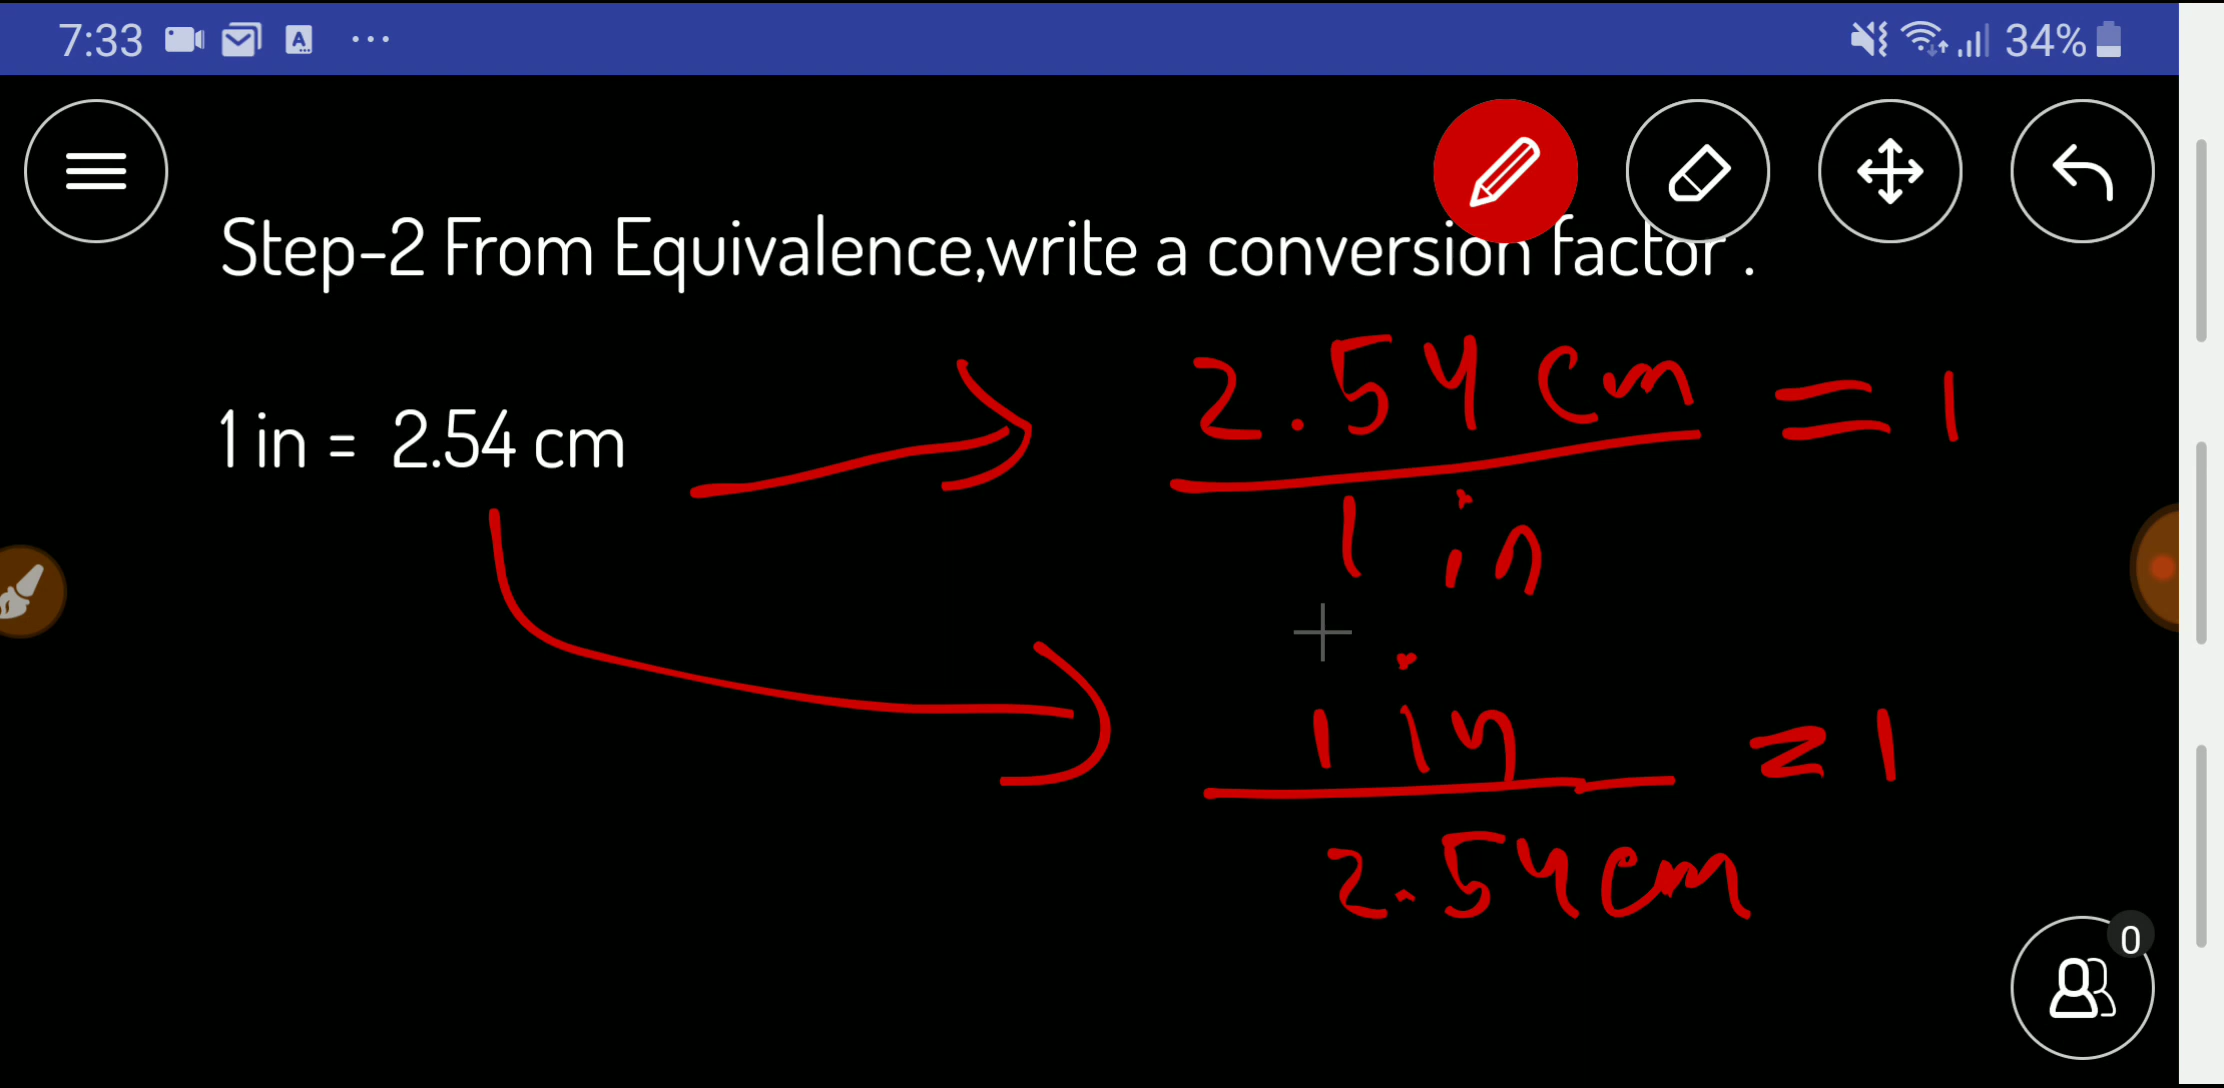 7:33 A ... 34%
Step-2 From Equivalence,write a conversion factor .
1 in = 2.54 cm
2.54 cm = 1
1 in
1 in = 1
2.54 cm
0